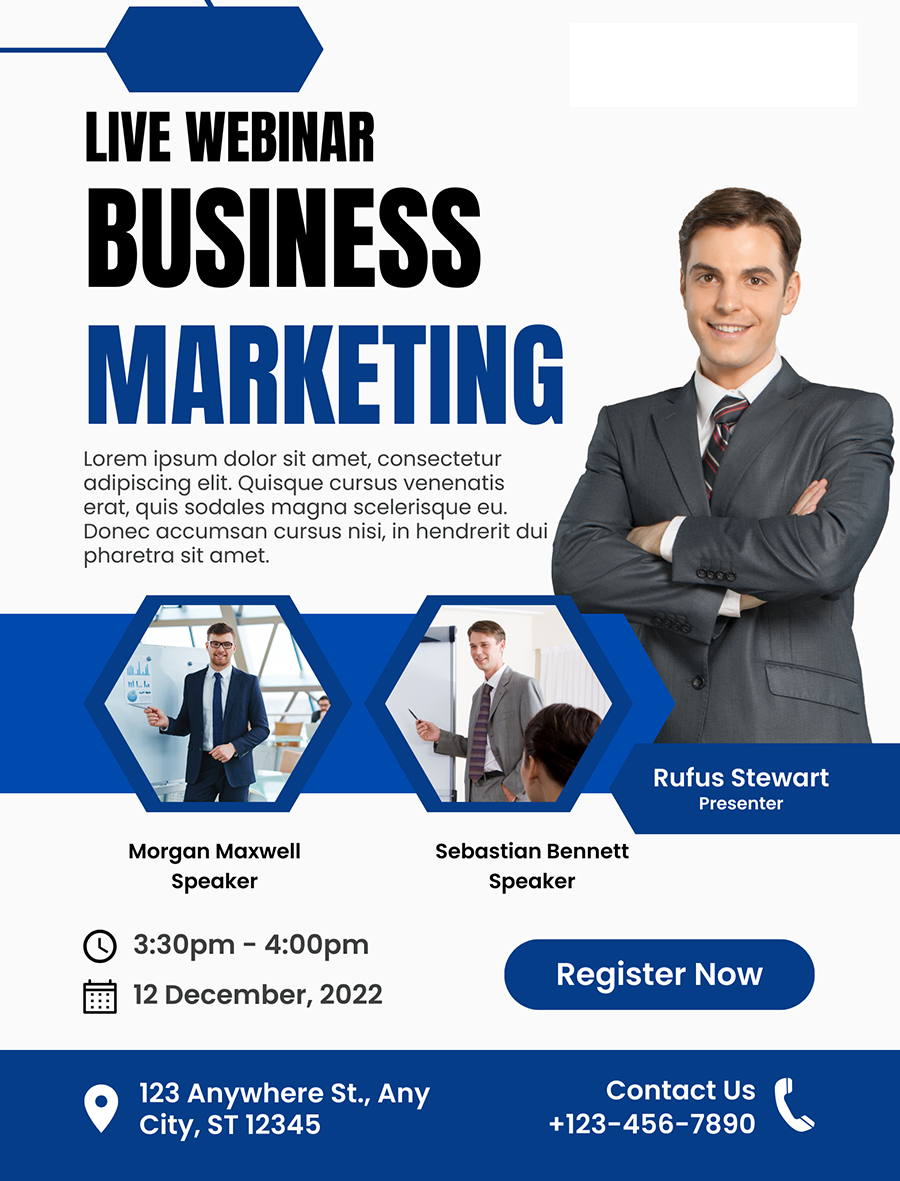 LIVE WEBINAR
BUSINESS
MARKETING
Lorem ipsum dolor sit amet, consectetur
adipiscing elit. Quisque cursus venenatis
erat, quis sodales magna scelerisque eu.
Donec accumsan cursus nisi, in hendrerit dui
pharetra sit amet.
Rufus Stewart
Presenter
Morgan Maxwell
Speaker
Sebastian Bennett
Speaker
3:30pm - 4:00pm
12 December, 2022
Register Now
123 Anywhere St., Any
City, ST 12345
Contact Us
+123-456-7890